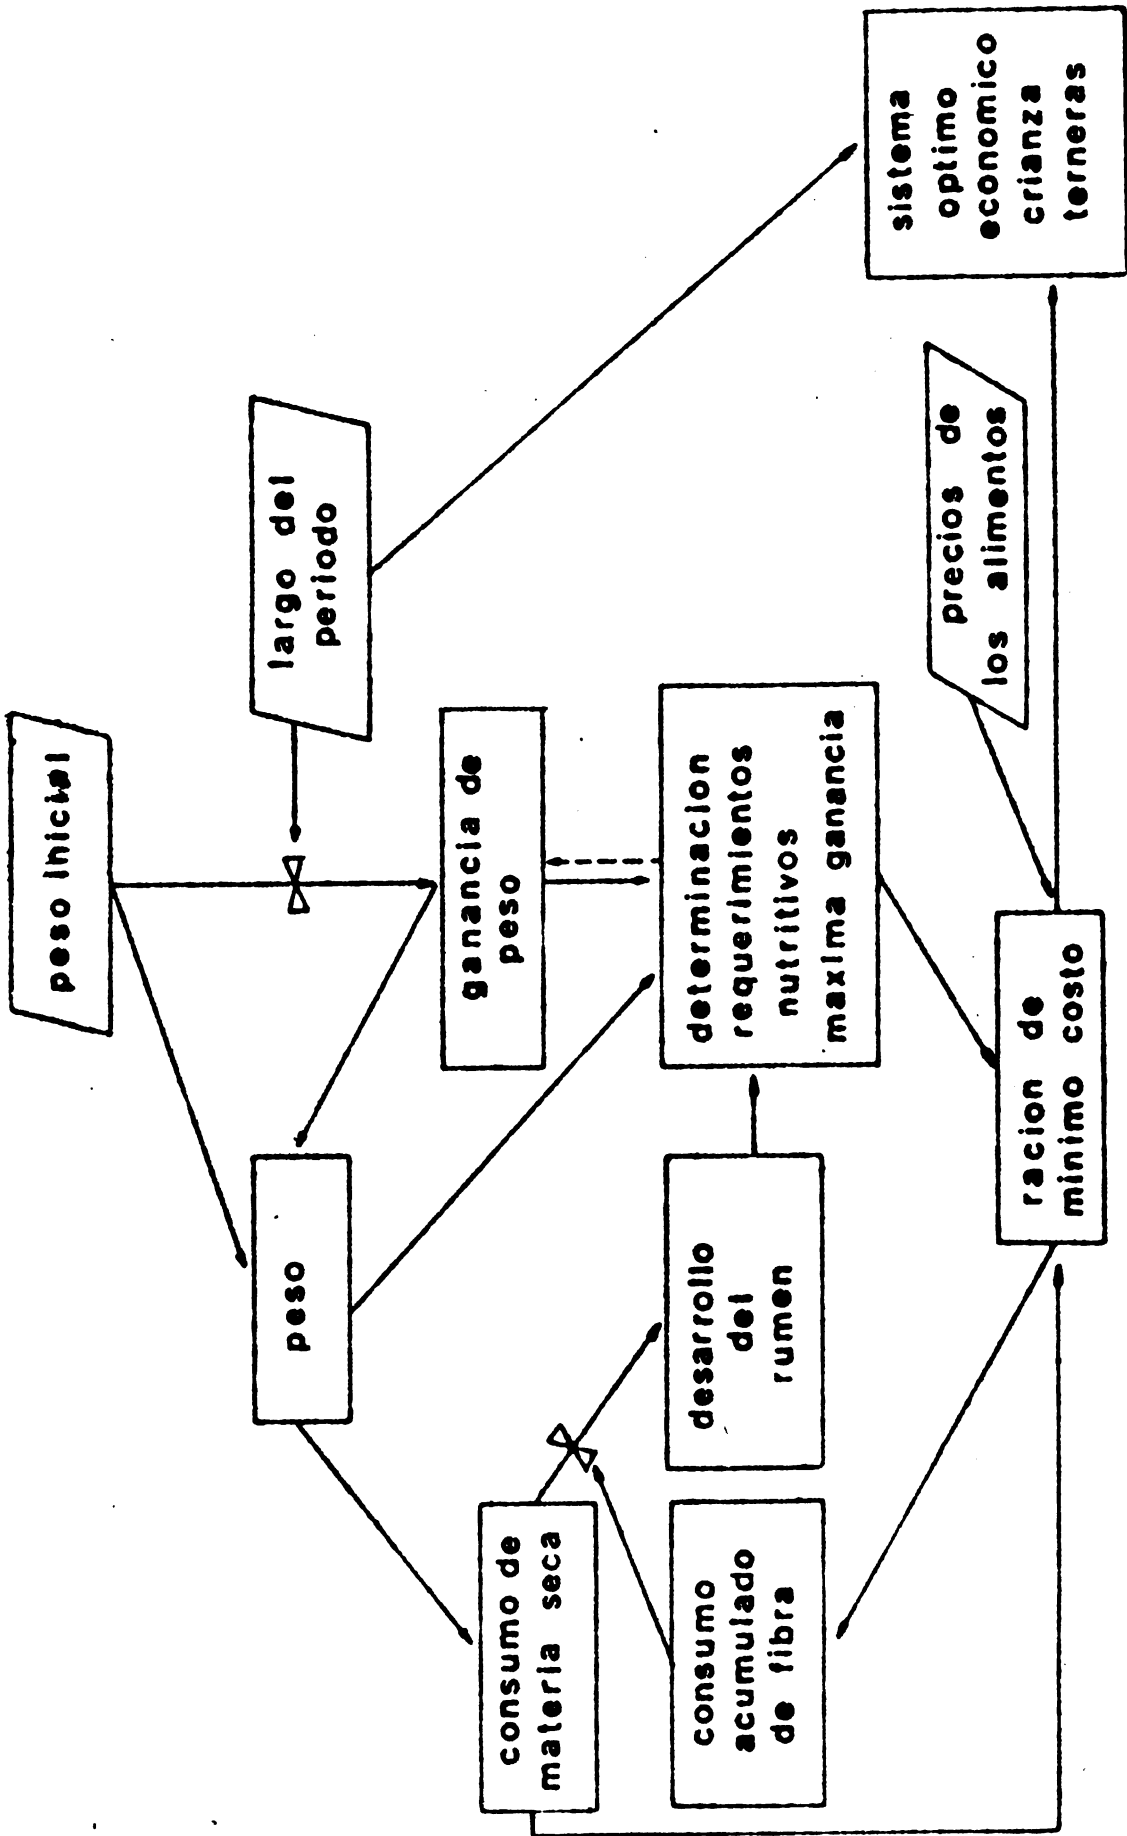 peso inicial
largo del
periodo
peso
ganancia de
peso
consumo de
materia seca
desarrollo
del
rumen
determinacion
requerimientos
nutritivos
maxima ganancia
consumo
acumulado
de fibra
precios de
los alimentos
racion de
minimo costo
sistema
optimo
economico
crianza
terneras